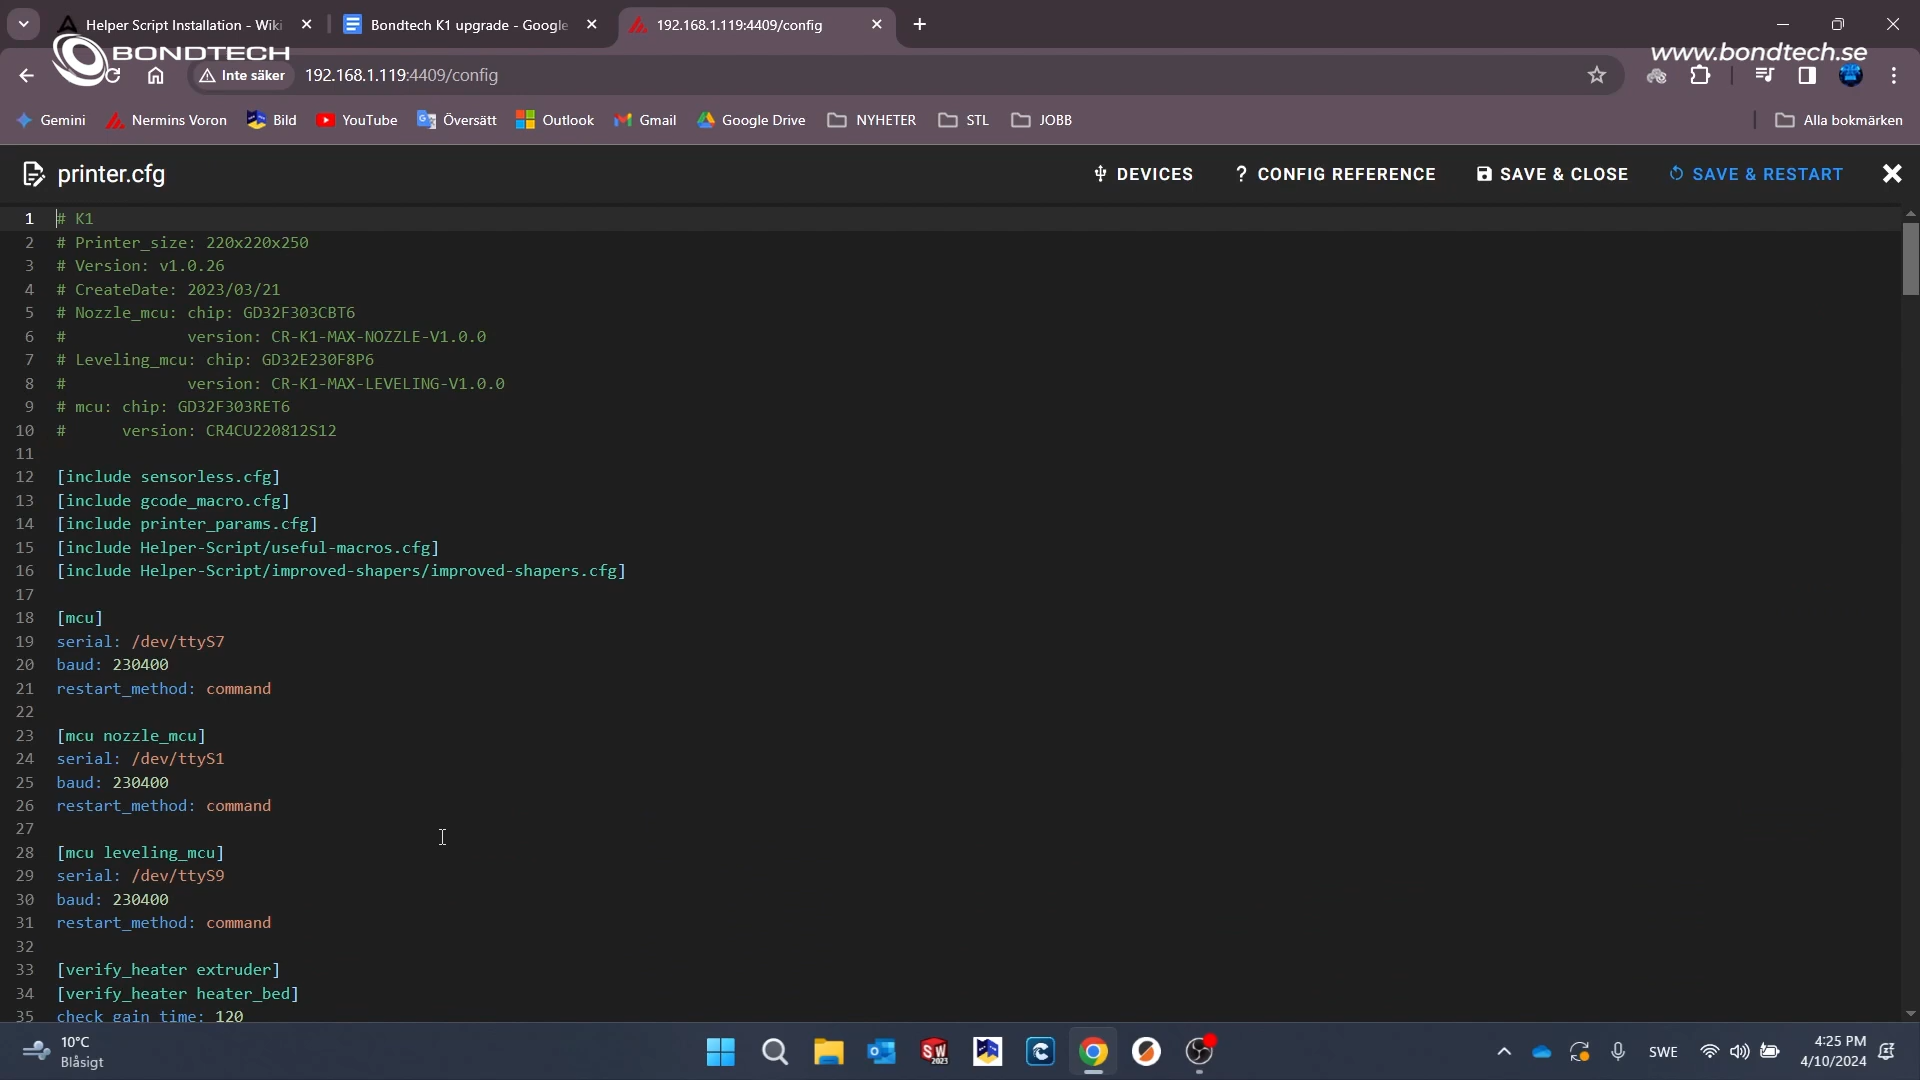 Helper Script Installation - Wiki
Bondtech K1 upgrade - Google
192.168.1.119:4409/config
BONDTECH
www.bondtech.se
Inte säker
192.168.1.119:4409/config
Gemini
Nermins Voron
Bild
YouTube
Översätt
Outlook
Gmail
Google Drive
NYHETER
STL
JOBB
Alla bokmärken
printer.cfg
DEVICES
? CONFIG REFERENCE
SAVE & CLOSE
SAVE & RESTART
1 # K1
2 # Printer_size: 220x220x250
3 # Version: v1.0.26
4 # CreateDate: 2023/03/21
5 # Nozzle_mcu: chip: GD32F303CBT6
6 # version: CR-K1-MAX-NOZZLE-V1.0.0
7 # Leveling_mcu: chip: GD32E230F8P6
8 # version: CR-K1-MAX-LEVELING-V1.0.0
9 # mcu: chip: GD32F303RET6
10 # version: CR4CU220812S12
11
12 [include sensorless.cfg]
13 [include gcode_macro.cfg]
14 [include printer_params.cfg]
15 [include Helper-Script/useful-macros.cfg]
16 [include Helper-Script/improved-shapers/improved-shapers.cfg]
17
18 [mcu]
19 serial: /dev/ttyS7
20 baud: 230400
21 restart_method: command
22
23 [mcu nozzle_mcu]
24 serial: /dev/ttyS1
25 baud: 230400
26 restart_method: command
27
28 [mcu leveling_mcu]
29 serial: /dev/ttyS9
30 baud: 230400
31 restart_method: command
32
33 [verify_heater extruder]
34 [verify_heater heater_bed]
35 check_gain_time: 120
10°C
Blåsigt
SW
2023
SWE
4:25 PM
4/10/2024